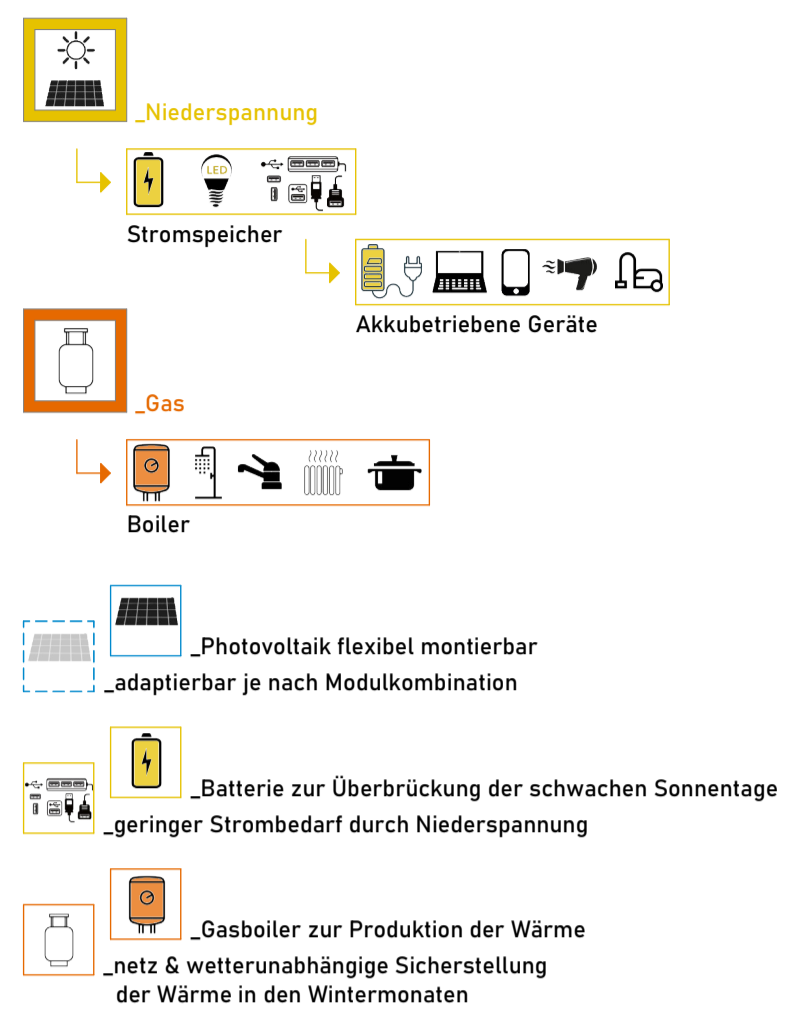 _Niederspannung
LED
Stromspeicher
Akkubetriebene Geräte
_Gas
Boiler
_Photovoltaik flexibel montierbar
_adaptierbar je nach Modulkombination
_Batterie zur Überbrückung der schwachen Sonnentage
_geringer Strombedarf durch Niederspannung
_Gasboiler zur Produktion der Wärme
_netz & wetterunabhängige Sicherstellung
der Wärme in den Wintermonaten